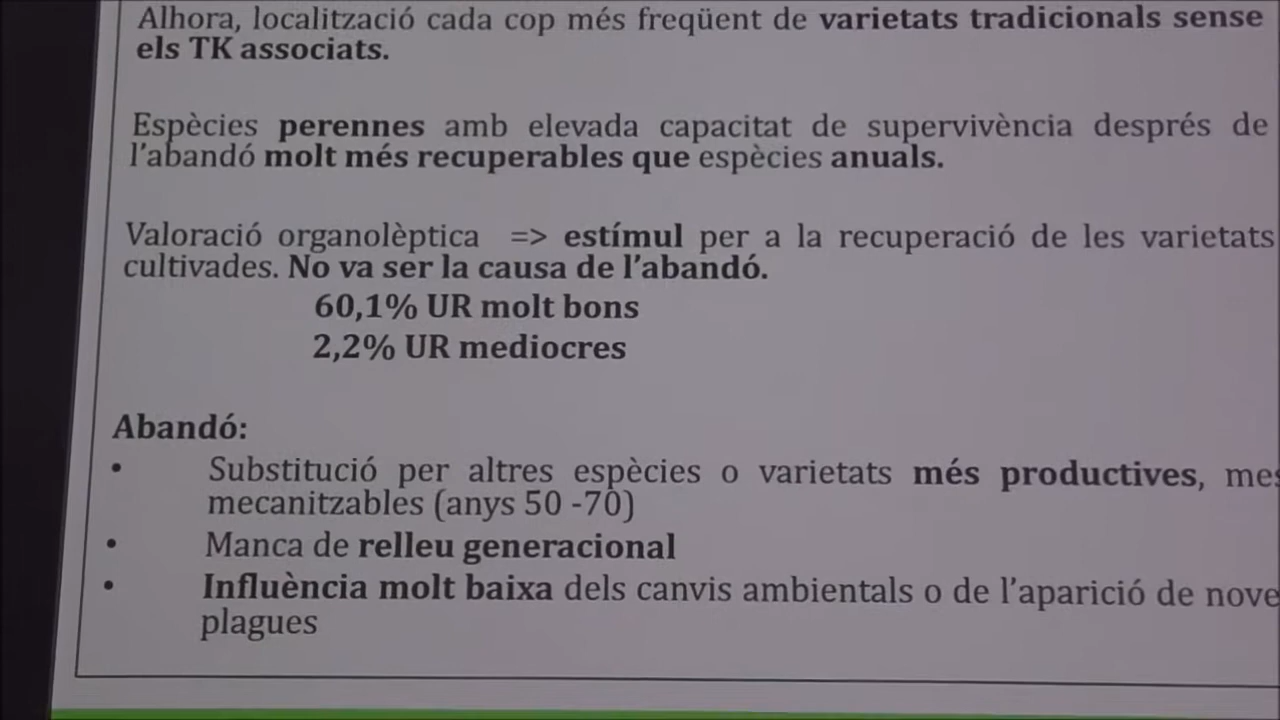 Alhora, localització cada cop més freqüent de varietats tradicionals sense
els TK associats.
Espècies perennes amb elevada capacitat de supervivència després de
l'abandó molt més recuperables que espècies anuals.
Valoració organolèptica => estímul per a la recuperació de les varietats
cultivades. No va ser la causa de l'abandó.
60,1% UR molt bons
2,2% UR mediocres
Abandó:
• Substitució per altres espècies o varietats més productives, mes
mecanitzables (anys 50 -70)
• Manca de relleu generacional
• Influència molt baixa dels canvis ambientals o de l'aparició de nove
plagues